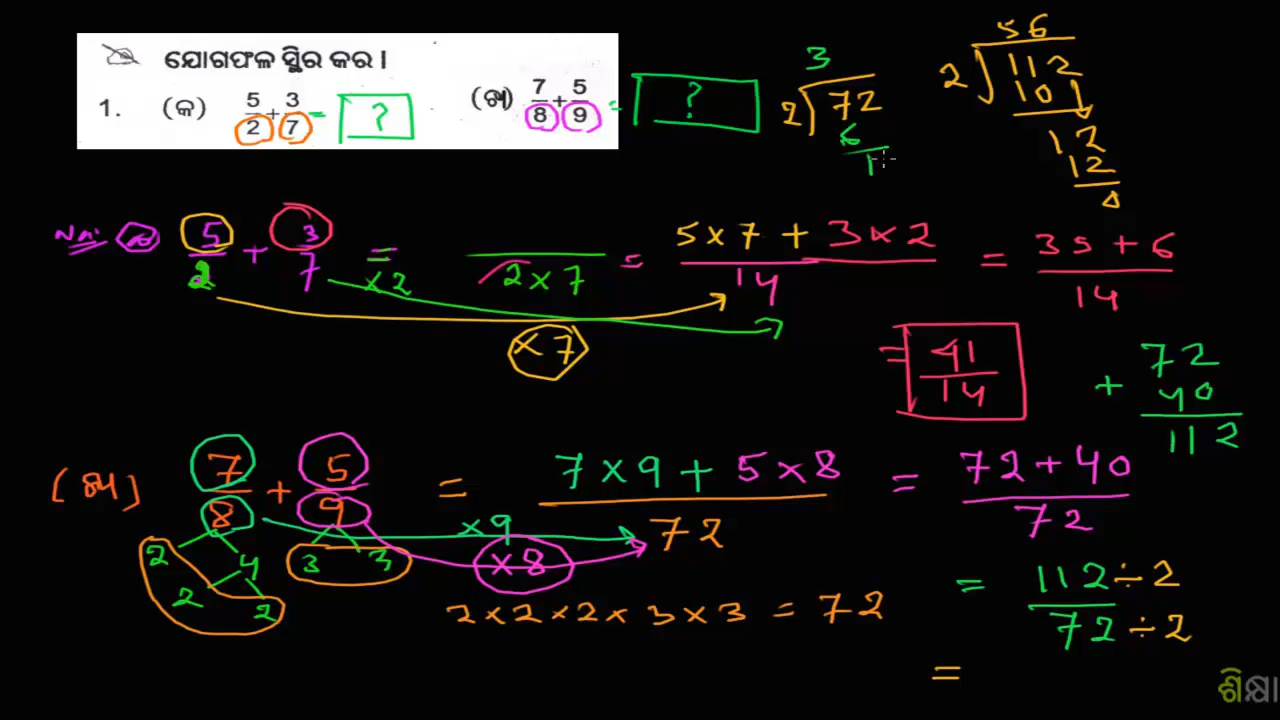 ଯୋଗଫଳ ସ୍ଥିର କର ।
1. (କ) 5/2 + 3/7 = ? (ଖ) 7/8 + 5/9 = ?
3
2 ) 72
6
1
56
2 ) 112
10↓
12
12
0
5/2 + 3/7 = /2×7 = 5×7 + 3×2/14 = 35+6/14
×2
×7
= 41/14
72
+ 40
112
(ଖ) 7/8 + 5/9 = 7×9 + 5×8/72 = 72+40/72
×9
×8
2 4 3 3
2 2
2×2×2×3×3 = 72
= 112÷2/72÷2
=
ଶିକ୍ଷା